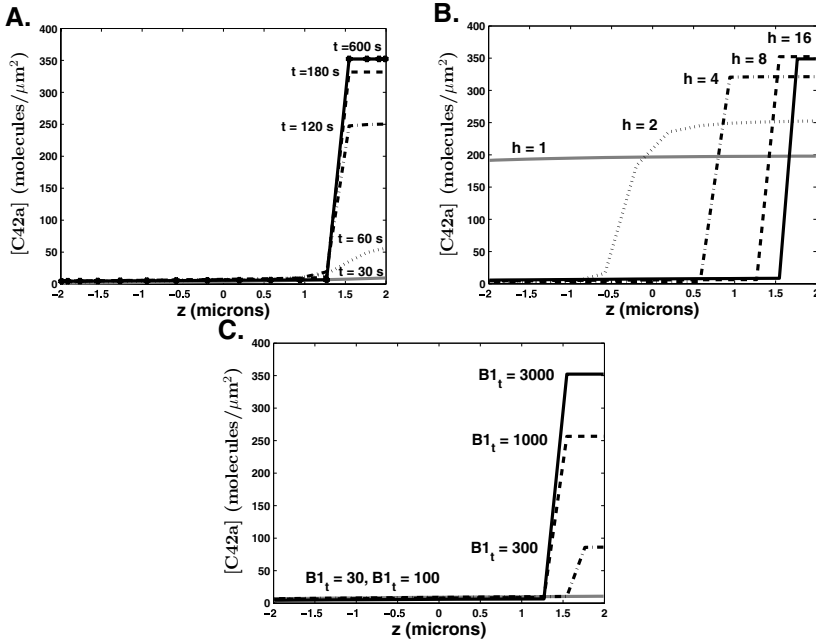 A.
[C42a] (molecules/μm²)
400
350
300
250
200
150
100
50
0
t =600 s
t=180 s
t = 120 s
t = 60 s
t = 30 s
−2 −1.5 −1 −0.5 0 0.5 1 1.5 2
z (microns)
B.
[C42a] (molecules/μm²)
400
350
300
250
200
150
100
50
0
h = 16
h = 8
h = 4
h = 2
h = 1
−2 −1.5 −1 −0.5 0 0.5 1 1.5 2
z (microns)
C.
[C42a] (molecules/μm²)
400
350
300
250
200
150
100
50
0
B1t = 3000
B1t = 1000
B1t = 300
B1t = 30, B1t = 100
−2 −1.5 −1 −0.5 0 0.5 1 1.5 2
z (microns)